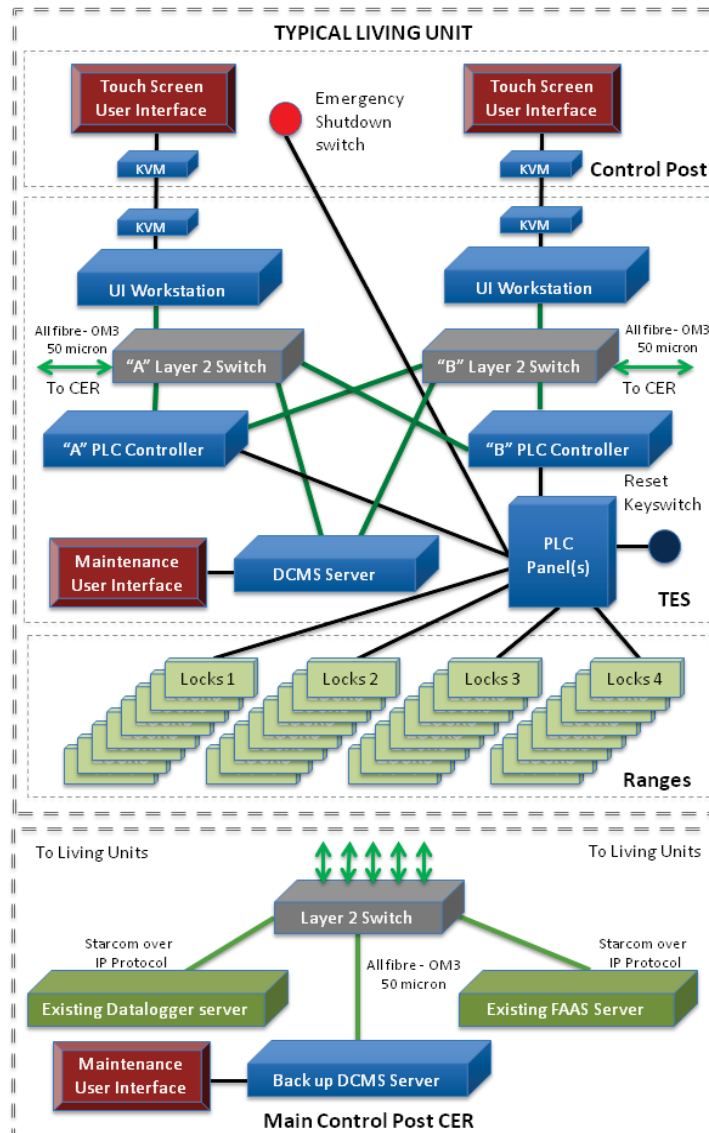 TYPICAL LIVING UNIT
Touch Screen
User Interface
Emergency
Shutdown
switch
Touch Screen
User Interface
KVM
KVM
Control Post
KVM
KVM
UI Workstation
UI Workstation
All fibre- OM3
50 micron
"A" Layer 2 Switch
"B" Layer 2 Switch
All fibre- OM3
50 micron
To CER
To CER
"A" PLC Controller
"B" PLC Controller
Reset
Keyswitch
Maintenance
User Interface
DCMS Server
PLC
Panel(s)
TES
Locks 1
Locks 2
Locks 3
Locks 4
Ranges
To Living Units
To Living Units
Layer 2 Switch
Starcom over
IP Protocol
All fibre - OM3
50 micron
Starcom over
IP Protocol
Existing Datalogger server
Existing FAAS Server
Maintenance
User Interface
Back up DCMS Server
Main Control Post CER